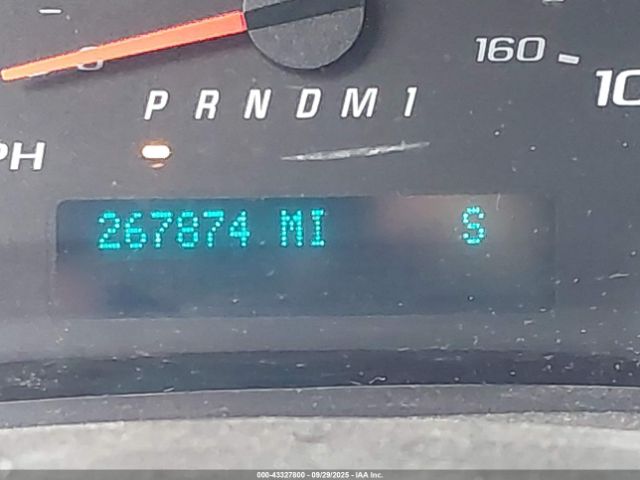 160
10
P R N D M 1
PH
267874 MI S
000-43327800 - 09/29/2025 - IAA Inc.